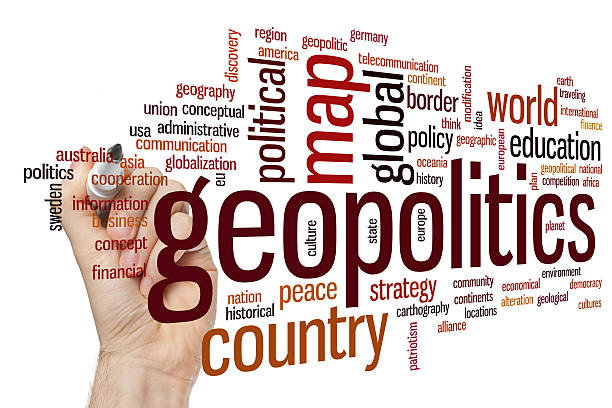 discovery
region
america
geopolitic
germany
telecommunication
continent
modification
earth
traveling
international
finance
geography
union
conceptual
usa
administrative
communication
globalization
eu
political
map
global
border
think
idea
policy
oceania
history
greece
european
world
education
geopolitical
national
plan
competition
africa
planet
australia
asia
politics
cooperation
sweden
information
business
concept
financial
geopolitics
culture
state
europe
nation
historical
peace
strategy
country
community
continents
carthography
locations
alliance
patriotism
economical
environment
alteration
geological
democracy
cultures